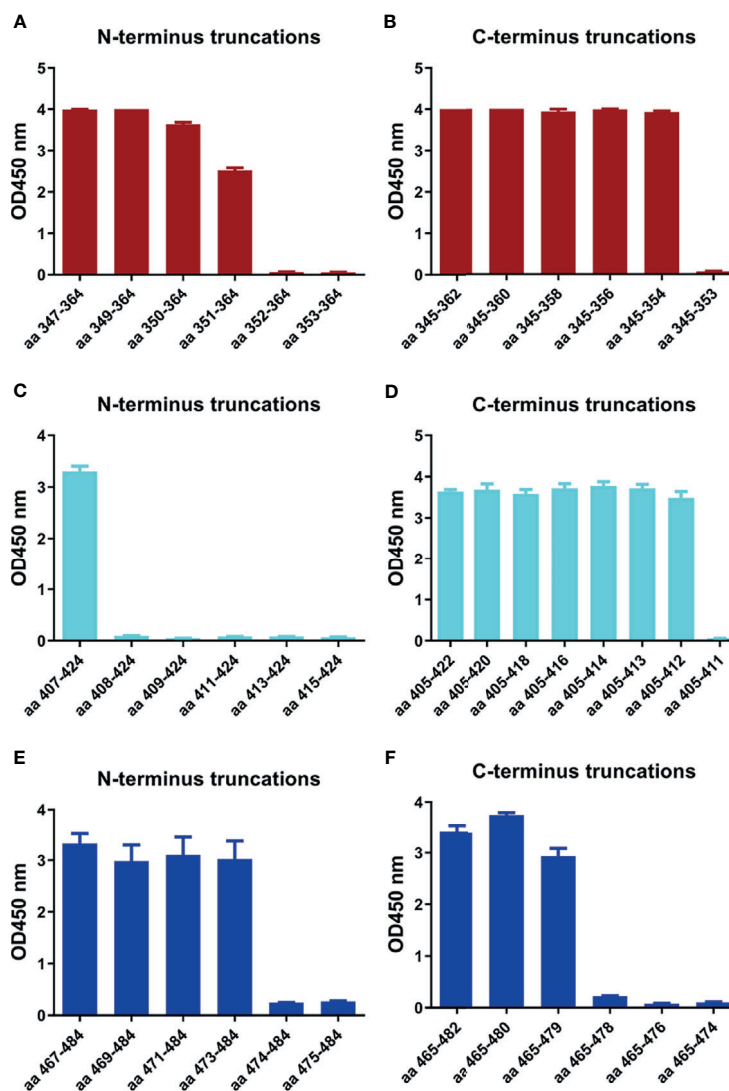 A
N-terminus truncations
OD450 nm
5
4
3
2
1
0
aa 347-364
aa 349-364
aa 350-364
aa 351-364
aa 352-364
aa 353-364
B
C-terminus truncations
OD450 nm
5
4
3
2
1
0
aa 345-362
aa 345-360
aa 345-358
aa 345-356
aa 345-354
aa 345-353
C
N-terminus truncations
OD450 nm
4
3
2
1
0
aa 407-424
aa 408-424
aa 409-424
aa 411-424
aa 413-424
aa 415-424
D
C-terminus truncations
OD450 nm
5
4
3
2
1
0
aa 405-422
aa 405-420
aa 405-418
aa 405-416
aa 405-414
aa 405-413
aa 405-412
aa 405-411
E
N-terminus truncations
OD450 nm
4
3
2
1
0
aa 467-484
aa 469-484
aa 471-484
aa 473-484
aa 474-484
aa 475-484
F
C-terminus truncations
OD450 nm
4
3
2
1
0
aa 465-482
aa 465-480
aa 465-479
aa 465-478
aa 465-476
aa 465-474